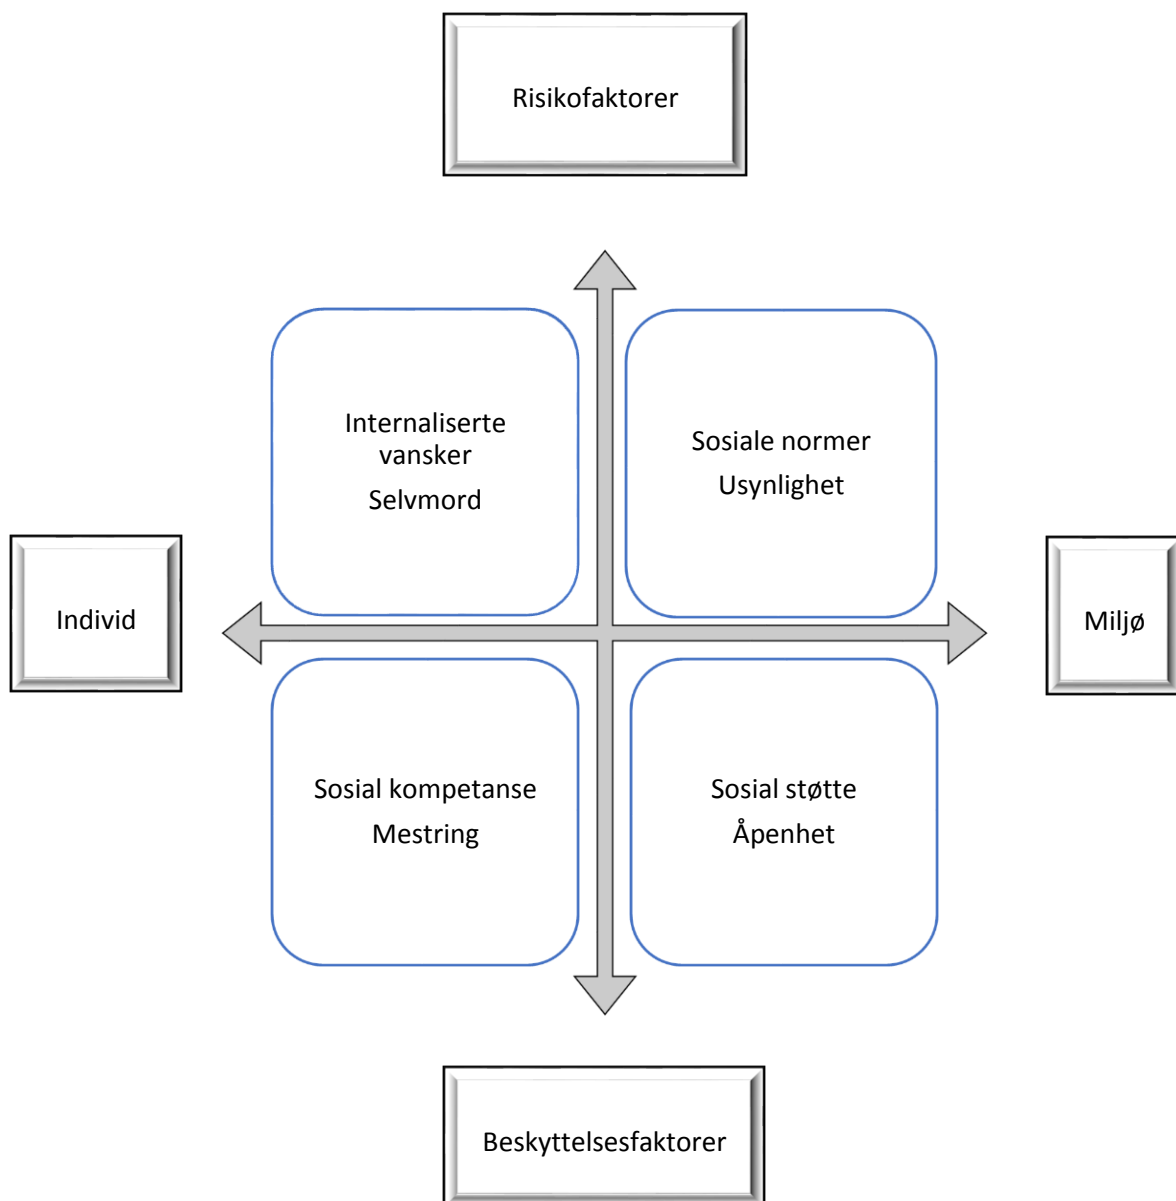 Risikofaktorer
Internaliserte
vansker
Selvmord
Sosiale normer
Usynlighet
Individ
Miljø
Sosial kompetanse
Mestring
Sosial støtte
Åpenhet
Beskyttelsesfaktorer